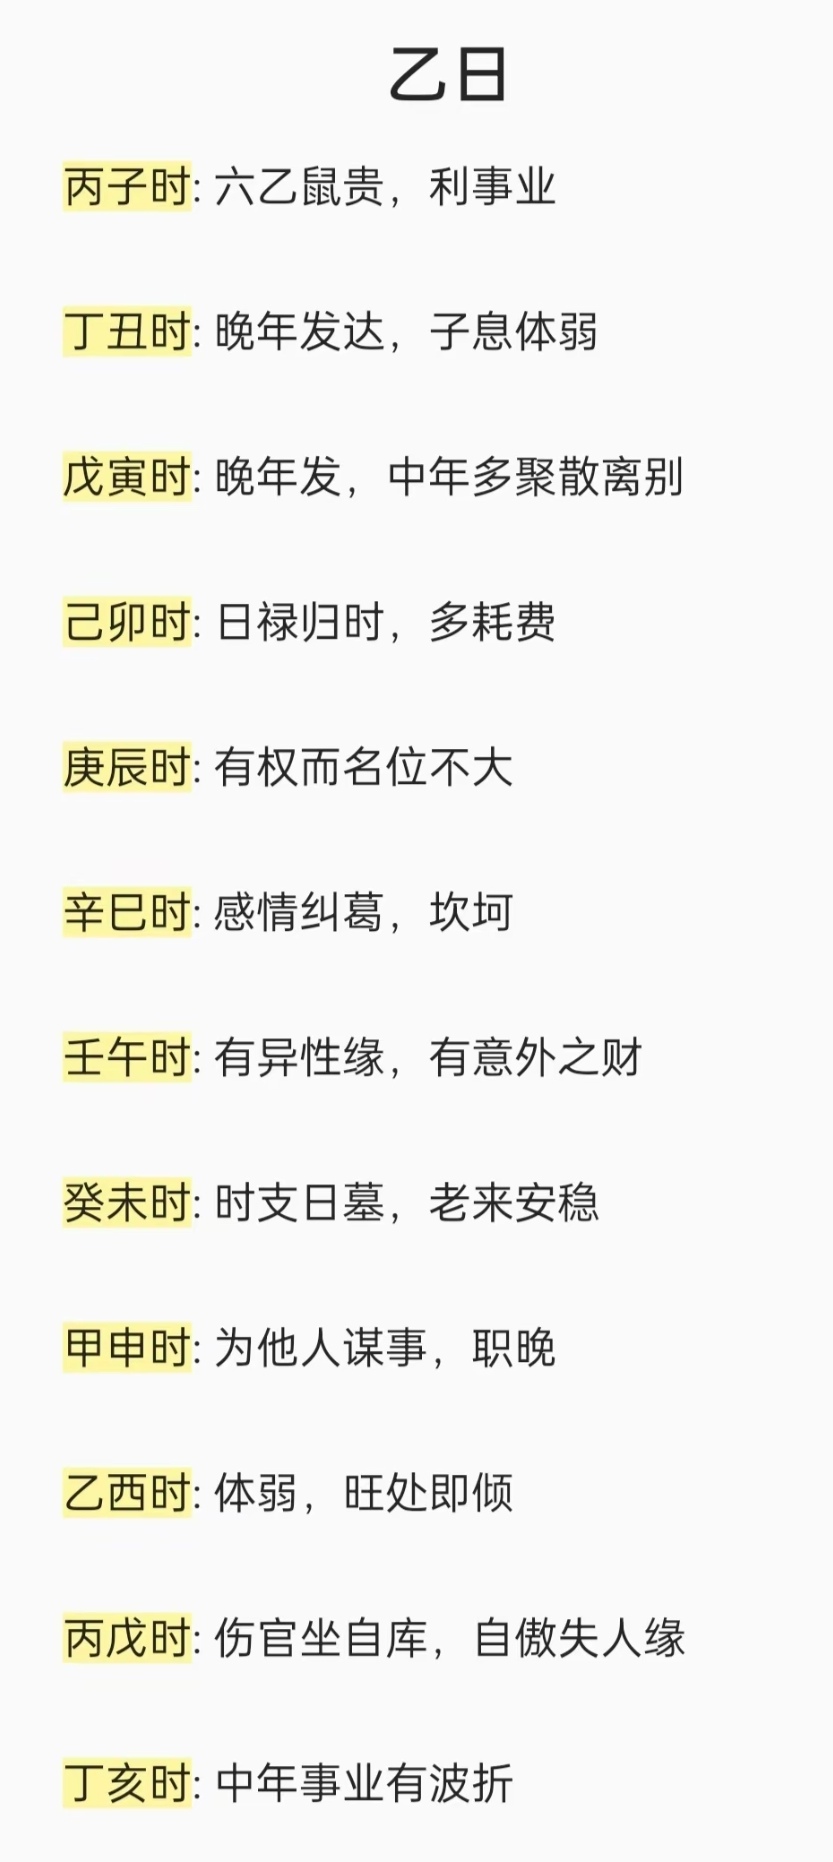 乙日
丙子时: 六乙鼠贵，利事业
丁丑时: 晚年发达，子息体弱
戊寅时: 晚年发，中年多聚散离别
己卯时: 日禄归时，多耗费
庚辰时: 有权而名位不大
辛巳时: 感情纠葛，坎坷
壬午时: 有异性缘，有意外之财
癸未时: 时支日墓，老来安稳
甲申时: 为他人谋事，职晚
乙西时: 体弱，旺处即倾
丙戊时: 伤官坐自库，自傲失人缘
丁亥时: 中年事业有波折